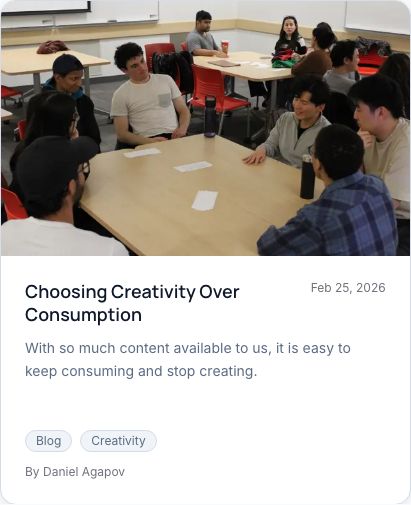 Choosing Creativity Over
Consumption
Feb 25, 2026
With so much content available to us, it is easy to
keep consuming and stop creating.
Blog
Creativity
By Daniel Agapov